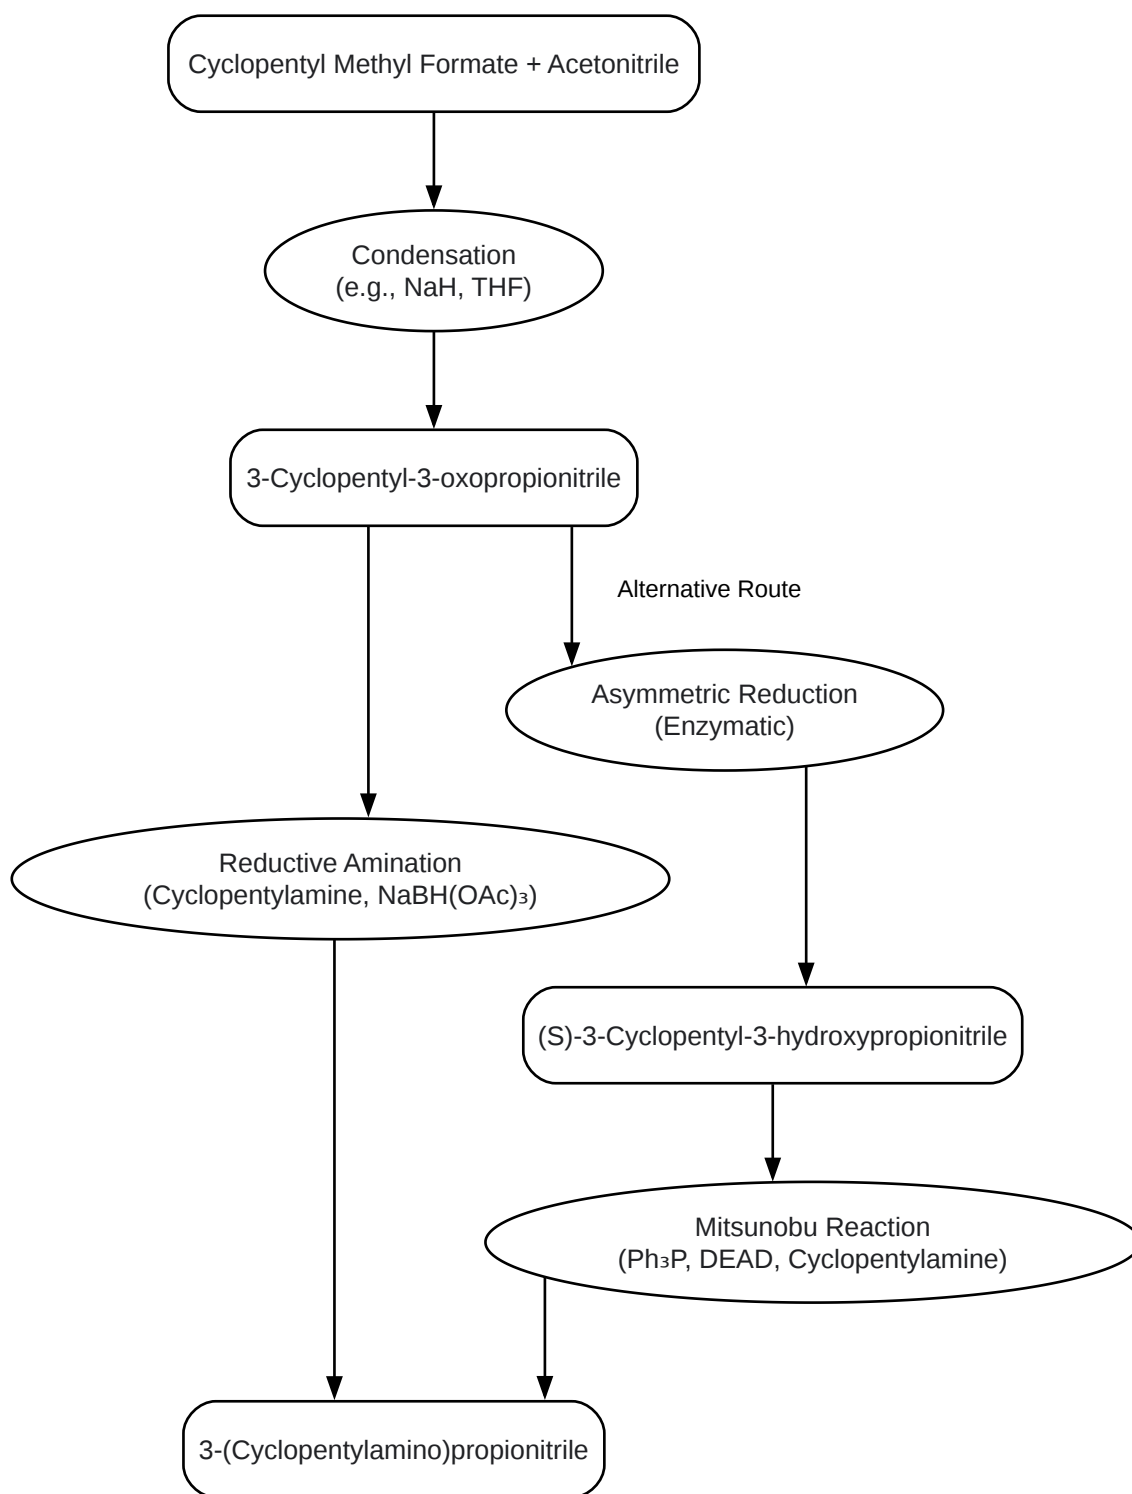 Cyclopentyl Methyl Formate + Acetonitrile
Condensation
(e.g., NaH, THF)
3-Cyclopentyl-3-oxopropionitrile
Alternative Route
Asymmetric Reduction
(Enzymatic)
Reductive Amination
(Cyclopentylamine, NaBH(OAc)₃)
(S)-3-Cyclopentyl-3-hydroxypropionitrile
Mitsunobu Reaction
(Ph₃P, DEAD, Cyclopentylamine)
3-(Cyclopentylamino)propionitrile